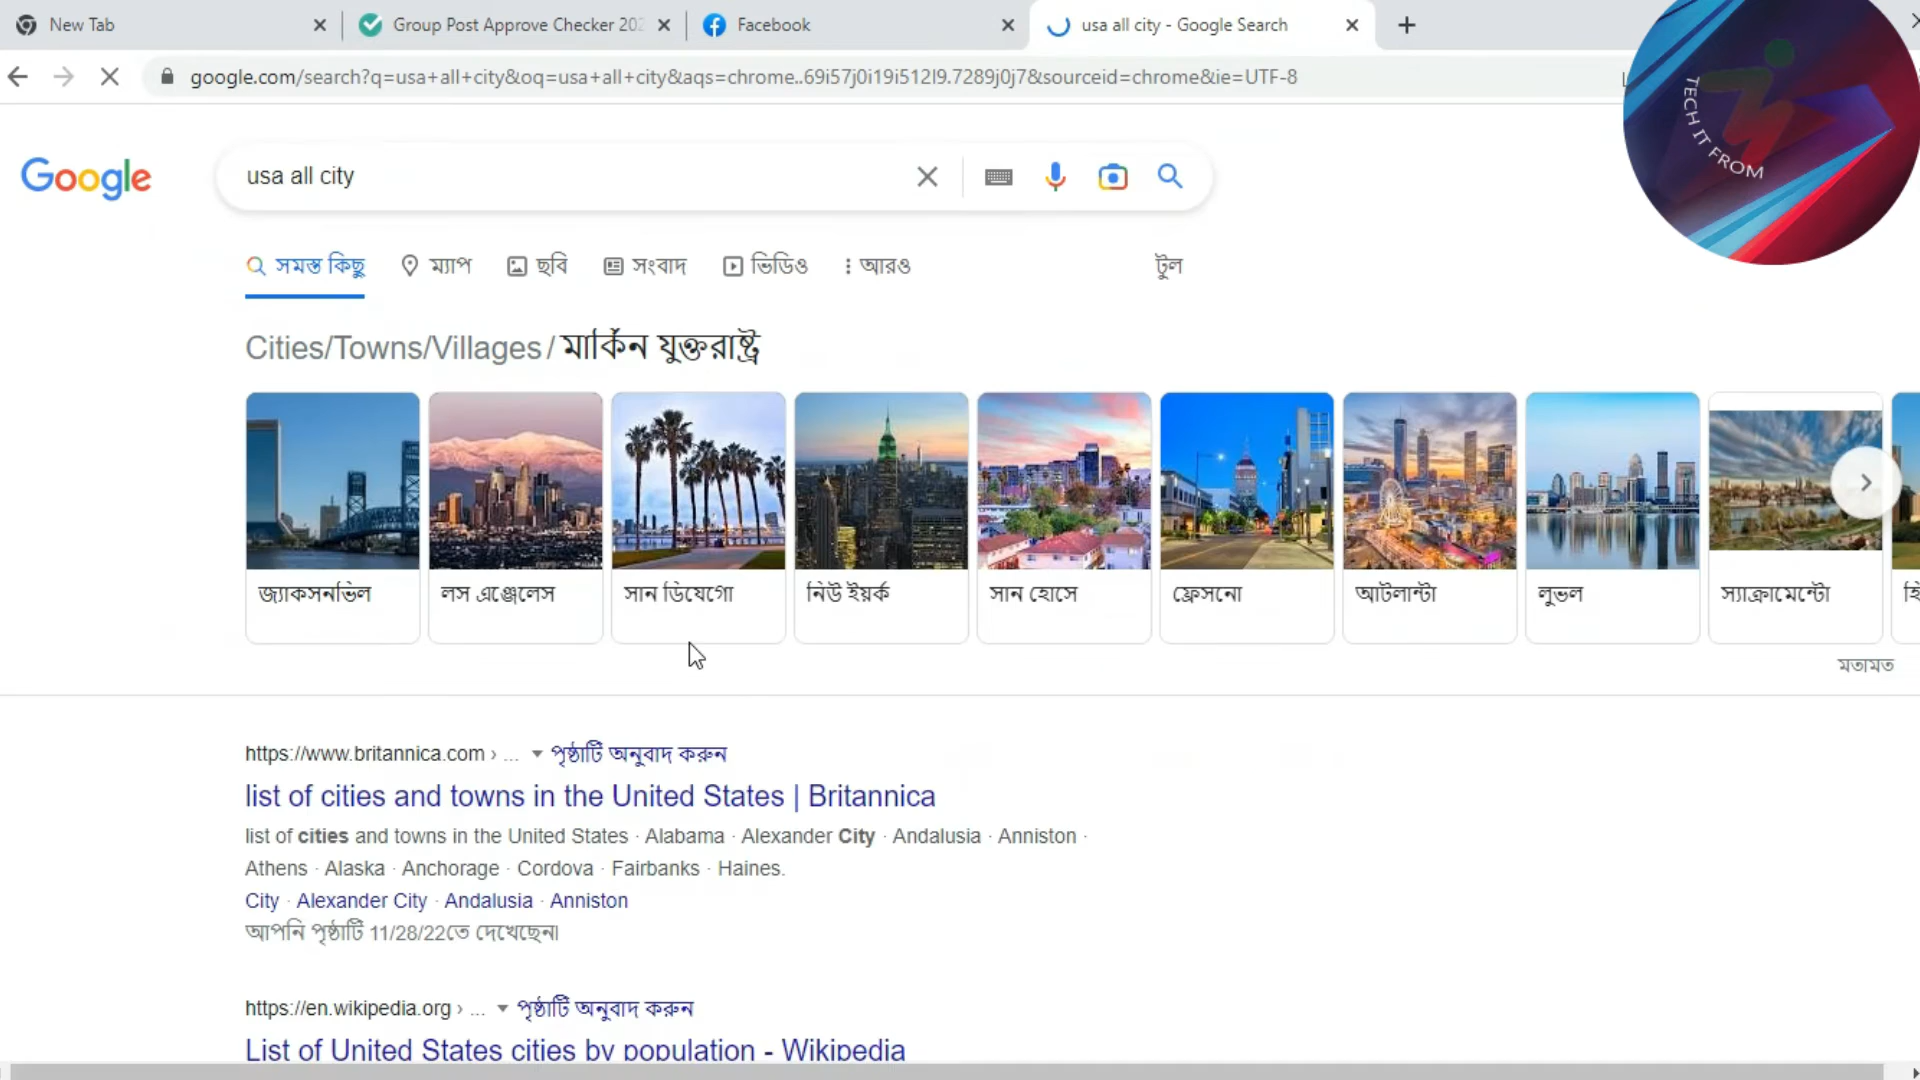 New Tab
Group Post Approve Checker 202
Facebook
usa all city - Google Search
google.com/search?q=usa+all+city&oq=usa+all+city&aqs=chrome..69i57j0i19i512l9.7289j0j7&sourceid=chrome&ie=UTF-8
TECH IT FROM
Google
usa all city
সমস্ত কিছু
ম্যাপ
ছবি
সংবাদ
ভিডিও
আরও
টুল
Cities/Towns/Villages / মার্কিন যুক্তরাষ্ট্র
জ্যাকসনভিল
লস এঞ্জেলেস
সান ডিয়েগো
নিউ ইয়র্ক
সান হোসে
ফ্রেসনো
আটলান্টা
লুভল
স্যাক্রামেন্টো
মতামত
https://www.britannica.com › ... পৃষ্ঠাটি অনুবাদ করুন
list of cities and towns in the United States | Britannica
list of cities and towns in the United States · Alabama · Alexander City · Andalusia · Anniston ·
Athens · Alaska · Anchorage · Cordova · Fairbanks · Haines.
City · Alexander City · Andalusia · Anniston
আপনি পৃষ্ঠাটি 11/28/22তে দেখেছেন।
https://en.wikipedia.org › ... পৃষ্ঠাটি অনুবাদ করুন
List of United States cities by population - Wikipedia